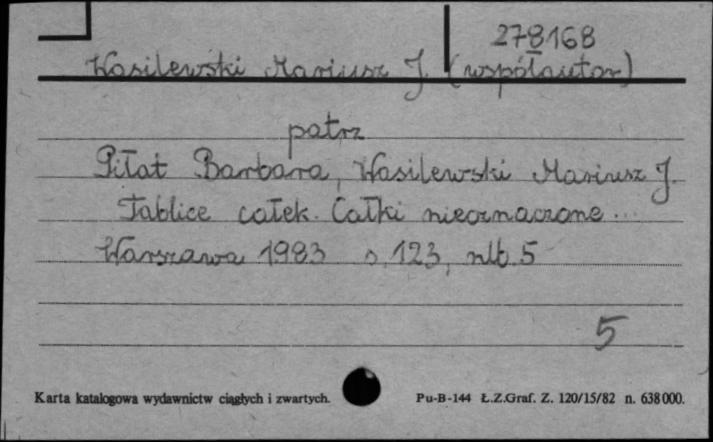 278168
Wasilewski Mariusz J. (współautor)
patrz
Piłat Barbara, Wasilewski Mariusz J.
Tablice całek. Całki nieoznaczone...
Warszawa 1983 s. 123, nlb. 5
5
Karta katalogowa wydawnictw ciągłych i zwartych. Pu-B-144 Ł.Z.Graf. Z. 120/15/82 n. 638000.